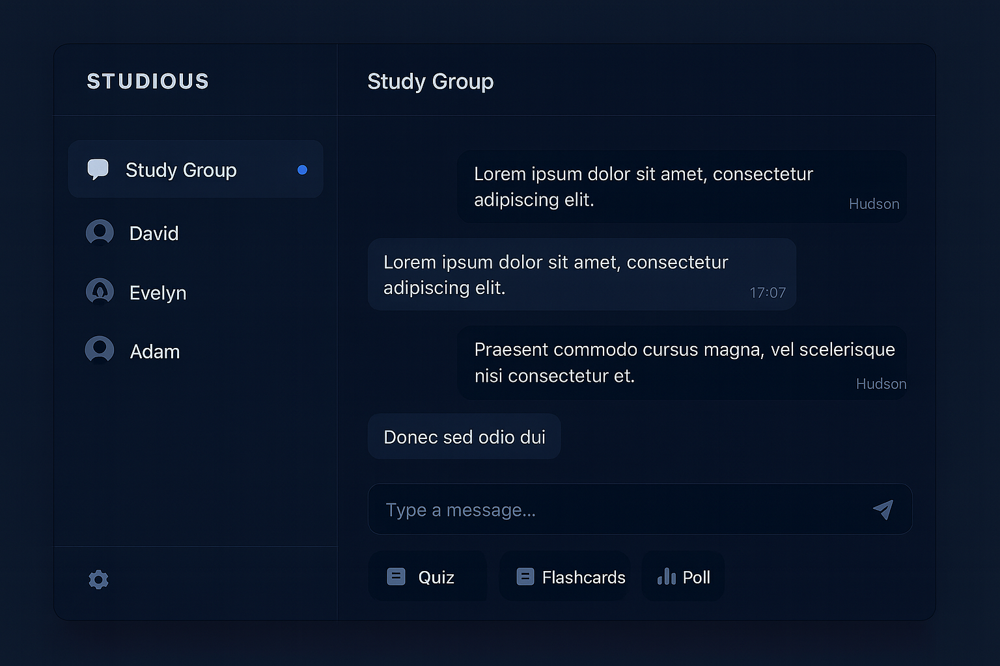 STUDIOUS
Study Group
David
Evelyn
Adam
Study Group
Lorem ipsum dolor sit amet, consectetur
adipiscing elit.
Hudson
Lorem ipsum dolor sit amet, consectetur
adipiscing elit.
17:07
Praesent commodo cursus magna, vel scelerisque
nisi consectetur et.
Hudson
Donec sed odio dui
Type a message...
Quiz
Flashcards
Poll